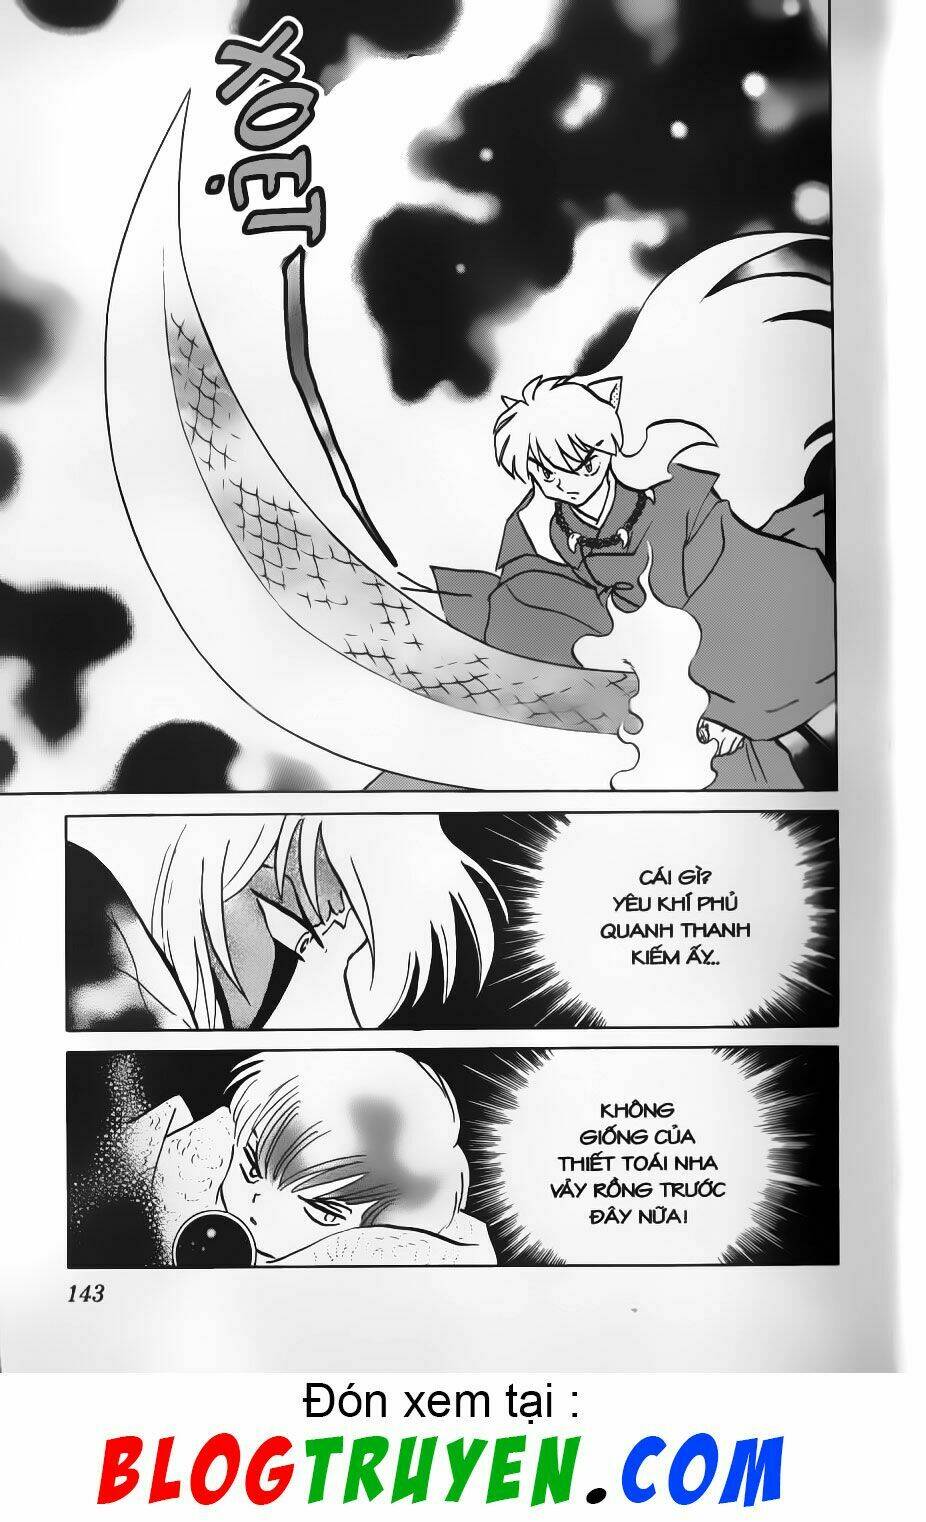 XOẸT
CÁI GÌ?
YÊU KHÍ PHỦ
QUANH THANH
KIẾM ẤY...
KHÔNG
GIỐNG CỦA
THIẾT TOÁI NHA
VẢY RỒNG TRƯỚC
ĐÂY NỮA!
143
Đón xem tại :
BLOGTRUYEN.COM